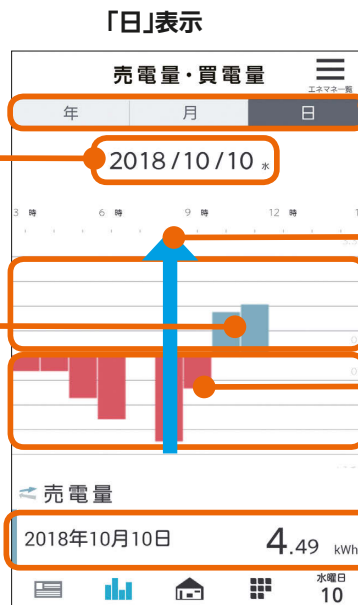 「日」表示
売電量・買電量
エネマネ一覧
年 月 日
2018/10/10 水
3 時 6 時 9 時 12 時
売電量
2018年10月10日 4.49 kWh
水曜日
10